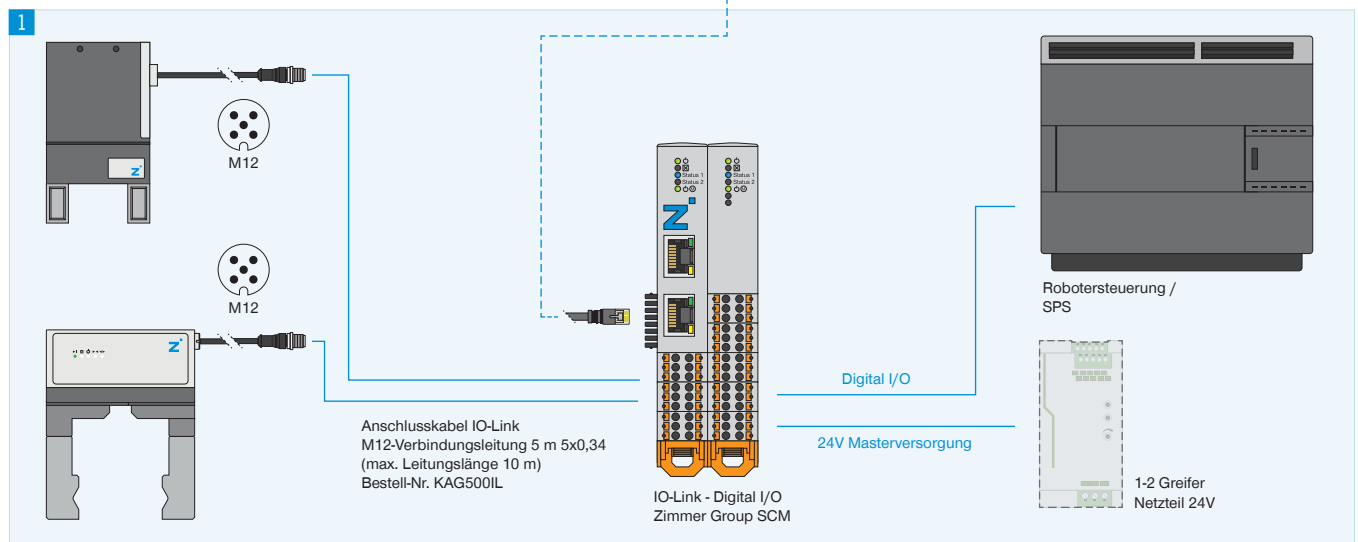 1
M12
M12
Status 1
Status 2
Status 1
Status 2
Anschlusskabel IO-Link
M12-Verbindungsleitung 5 m 5x0,34
(max. Leitungslänge 10 m)
Bestell-Nr. KAG500IL
IO-Link - Digital I/O
Zimmer Group SCM
Digital I/O
24V Masterversorgung
Robotersteuerung /
SPS
1-2 Greifer
Netzteil 24V